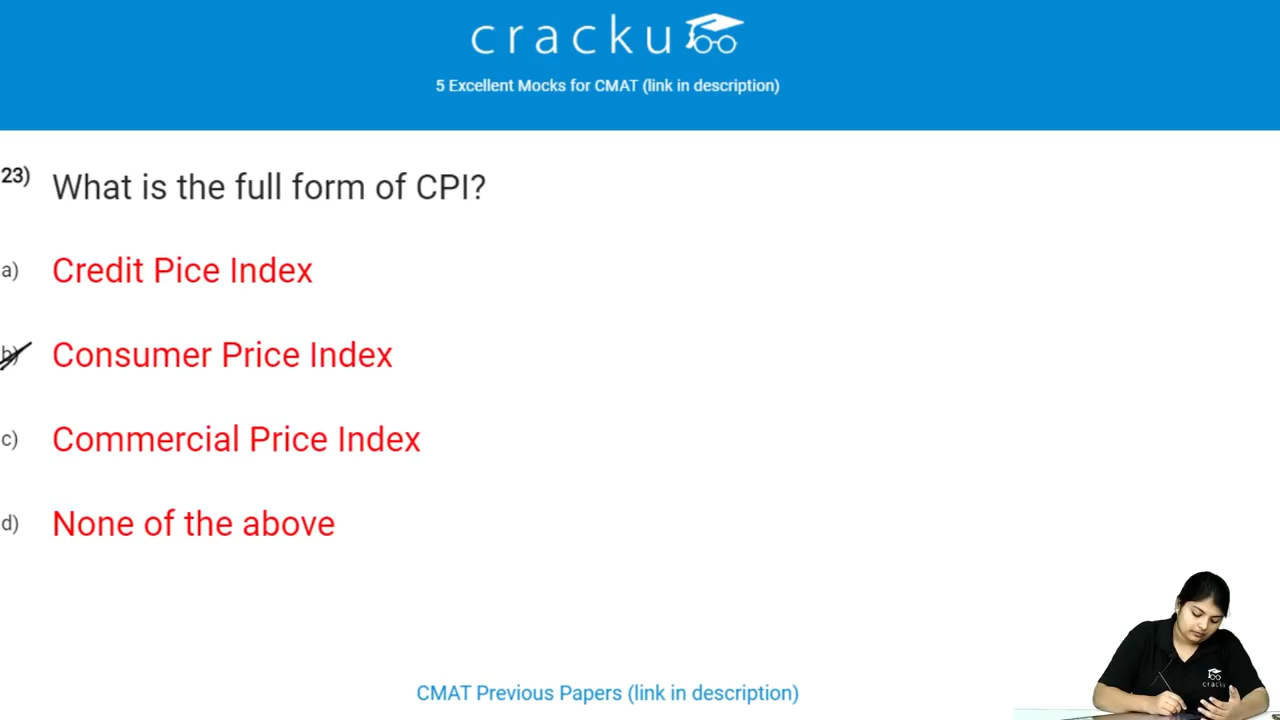 cracku
5 Excellent Mocks for CMAT (link in description)
23) What is the full form of CPI?
a) Credit Pice Index
b) Consumer Price Index
c) Commercial Price Index
d) None of the above
cracku
CMAT Previous Papers (link in description)